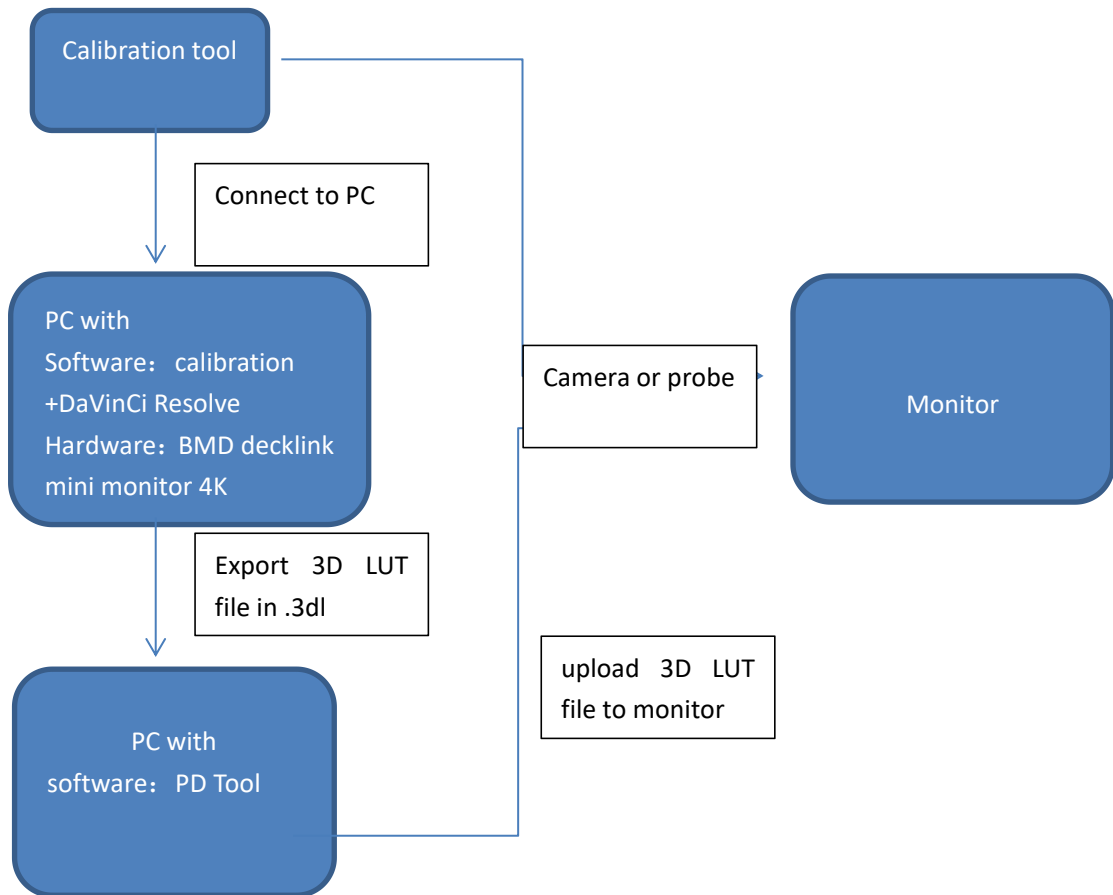 Calibration tool
Connect to PC
PC with
Software：calibration
+DaVinCi Resolve
Hardware：BMD decklink
mini monitor 4K
Camera or probe
Monitor
Export 3D LUT
file in .3dl
upload 3D LUT
file to monitor
PC with
software：PD Tool